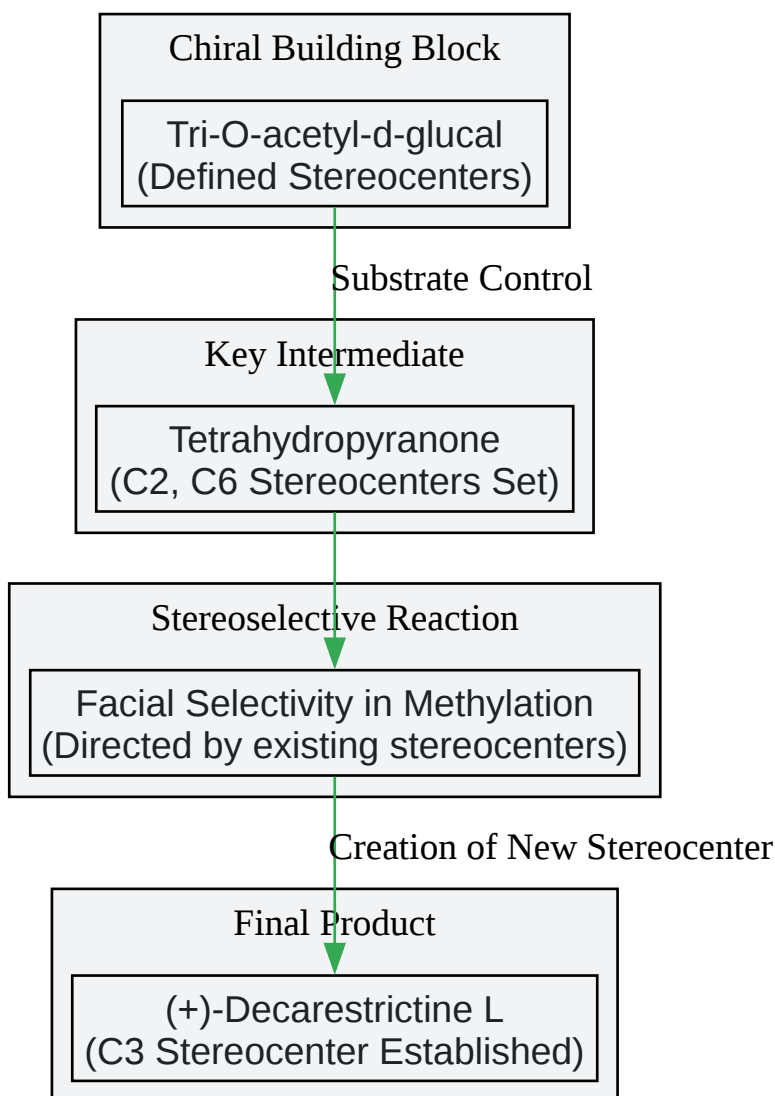 Chiral Building Block
Tri-O-acetyl-d-glucal
(Defined Stereocenters)
Substrate Control
Key Intermediate
Tetrahydropyranone
(C2, C6 Stereocenters Set)
Stereoselective Reaction
Facial Selectivity in Methylation
(Directed by existing stereocenters)
Creation of New Stereocenter
Final Product
(+)-Decarestrictine L
(C3 Stereocenter Established)